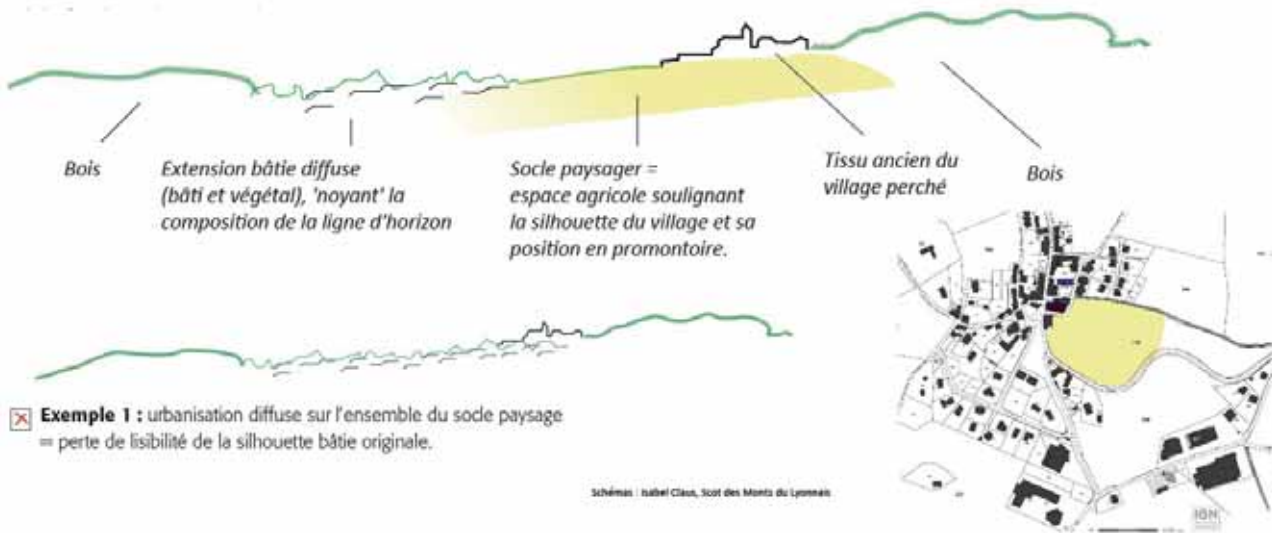 Bois
Extension bâtie diffuse
(bâti et végétal), 'noyant' la
composition de la ligne d'horizon
Socle paysager =
espace agricole soulignant
la silhouette du village et sa
position en promontoire.
Tissu ancien du
village perché
Bois
Exemple 1 : urbanisation diffuse sur l'ensemble du socle paysage
= perte de lisibilité de la silhouette bâtie originale.
Schémas : Isabel Claus, Scot des Monts du Lyonnais
IGN